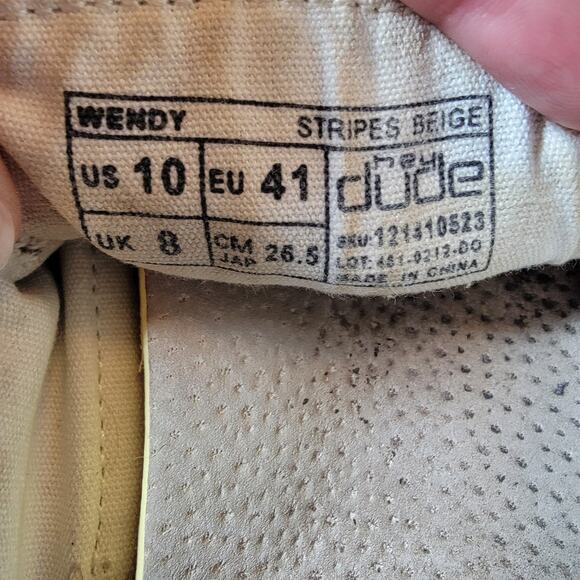 WENDY STRIPES BEIGE
US 10 EU 41
hey dude
UK 8 CM JAP 26.5
SKU:121410523
LOT: 451-0212-DO
MADE IN CHINA